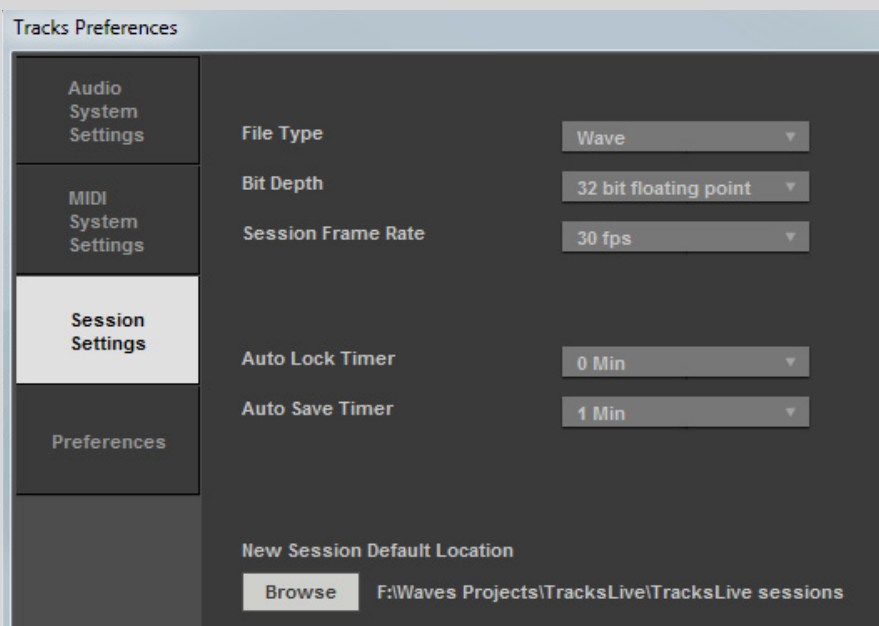 Tracks Preferences
Audio
System
Settings
MIDI
System
Settings
Session
Settings
Preferences
File Type Wave
Bit Depth 32 bit floating point
Session Frame Rate 30 fps
Auto Lock Timer 0 Min
Auto Save Timer 1 Min
New Session Default Location
Browse F:\Waves Projects\TracksLive\TracksLive sessions